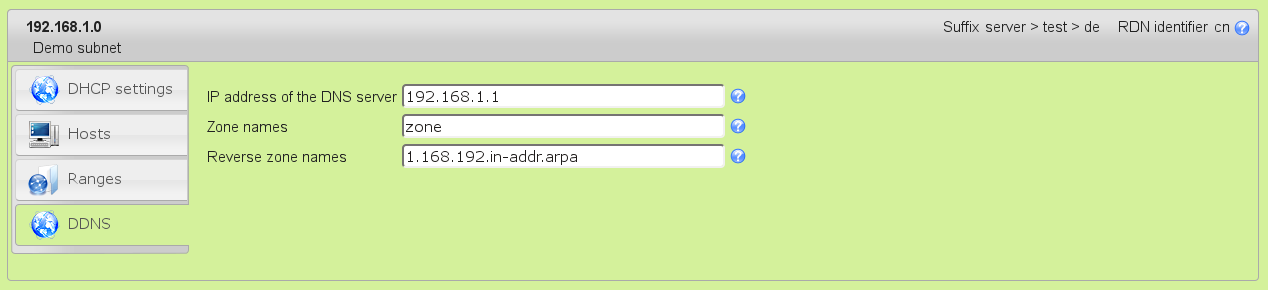 192.168.1.0
Suffix server > test > de RDN identifier cn
Demo subnet
DHCP settings
Hosts
Ranges
DDNS
IP address of the DNS server 192.168.1.1
Zone names zone
Reverse zone names 1.168.192.in-addr.arpa